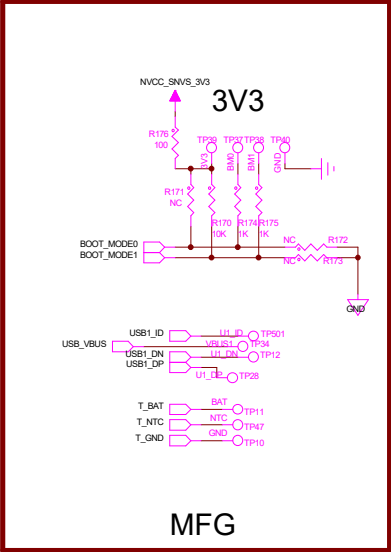 NVCC_SNVS_3V3
3V3
R176
100
TP39
TP37
TP38
TP40
3V3
BM0
BM1
GND
R171
NC
R170
10K
R174
1K
R175
1K
BOOT_MODE0
BOOT_MODE1
NC
R172
NC
R173
GND
USB1_ID
U1_ID
TP501
USB_VBUS
VBUS1
TP34
USB1_DN
U1_DN
TP12
USB1_DP
U1_DP
TP28
T_BAT
BAT
TP11
T_NTC
NTC
TP47
T_GND
GND
TP10
MFG